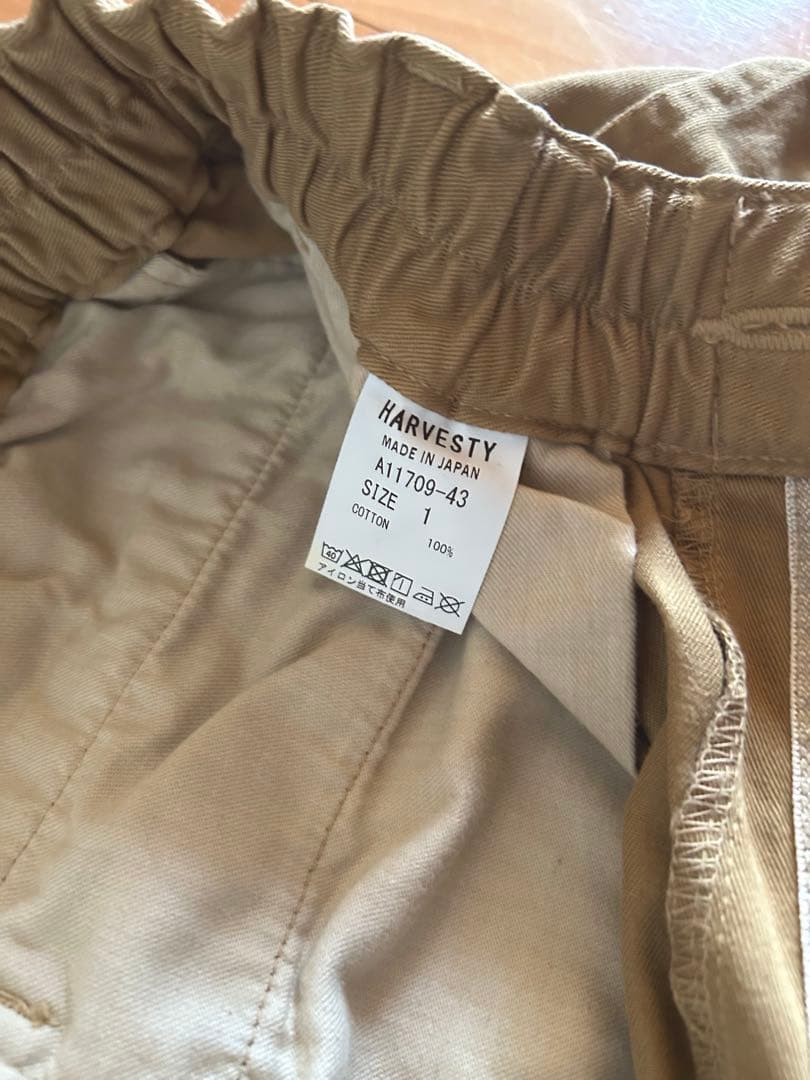 HARVESTY
MADE IN JAPAN
A11709-43
SIZE 1
COTTON 100%
40
アイロン当て布使用